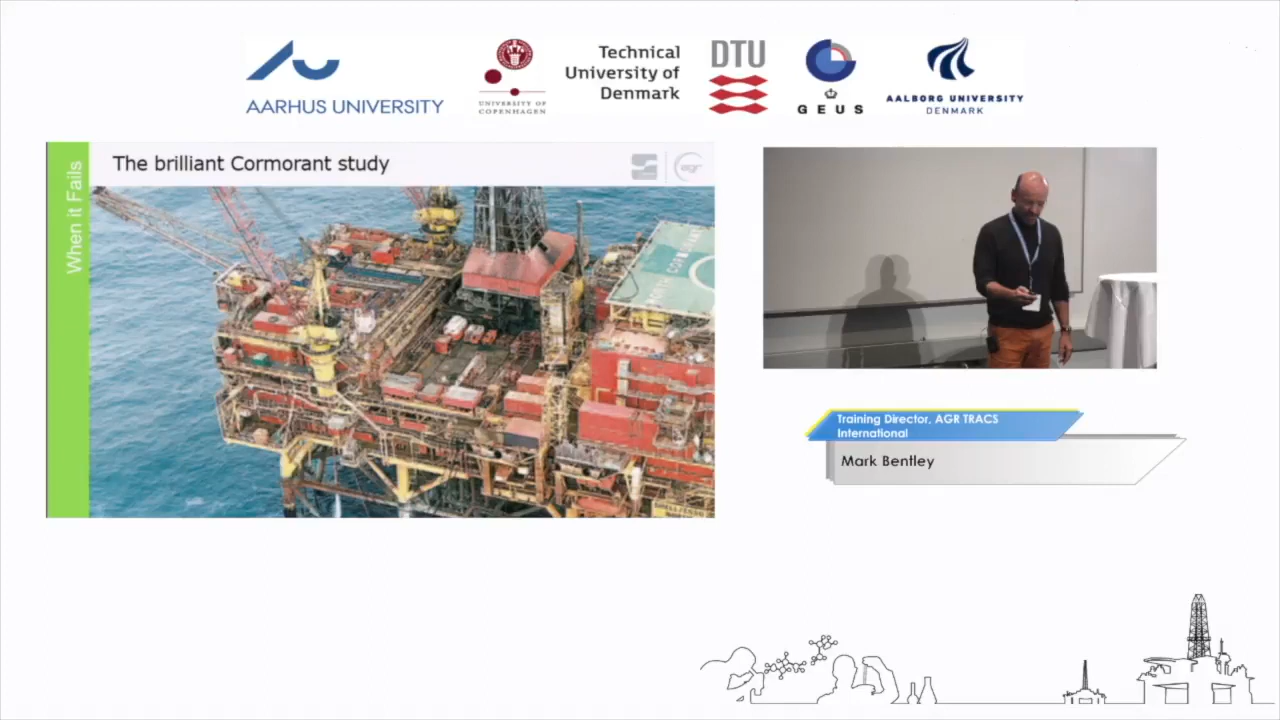 AARHUS UNIVERSITY
UNIVERSITY OF
COPENHAGEN
Technical
University of
Denmark
DTU
GEUS
AALBORG UNIVERSITY
DENMARK
When it Fails
The brilliant Cormorant study
agr
Training Director, AGR TRACS
International
Mark Bentley